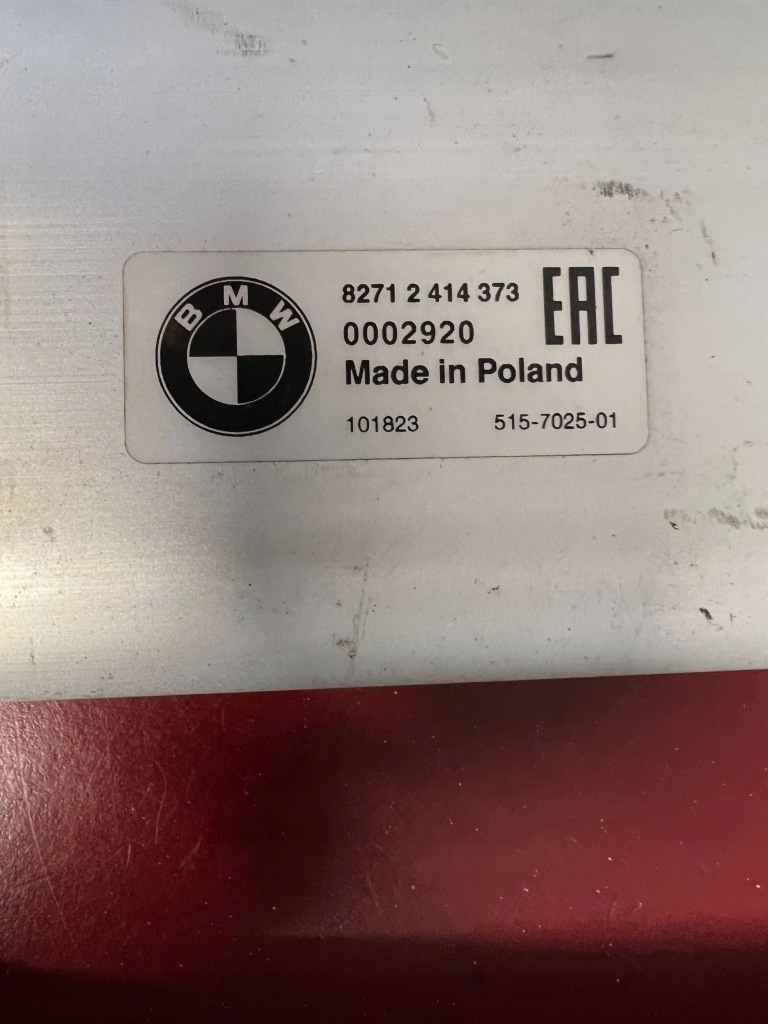 BMW
8271 2 414 373
EAC
0002920
Made in Poland
101823 515-7025-01